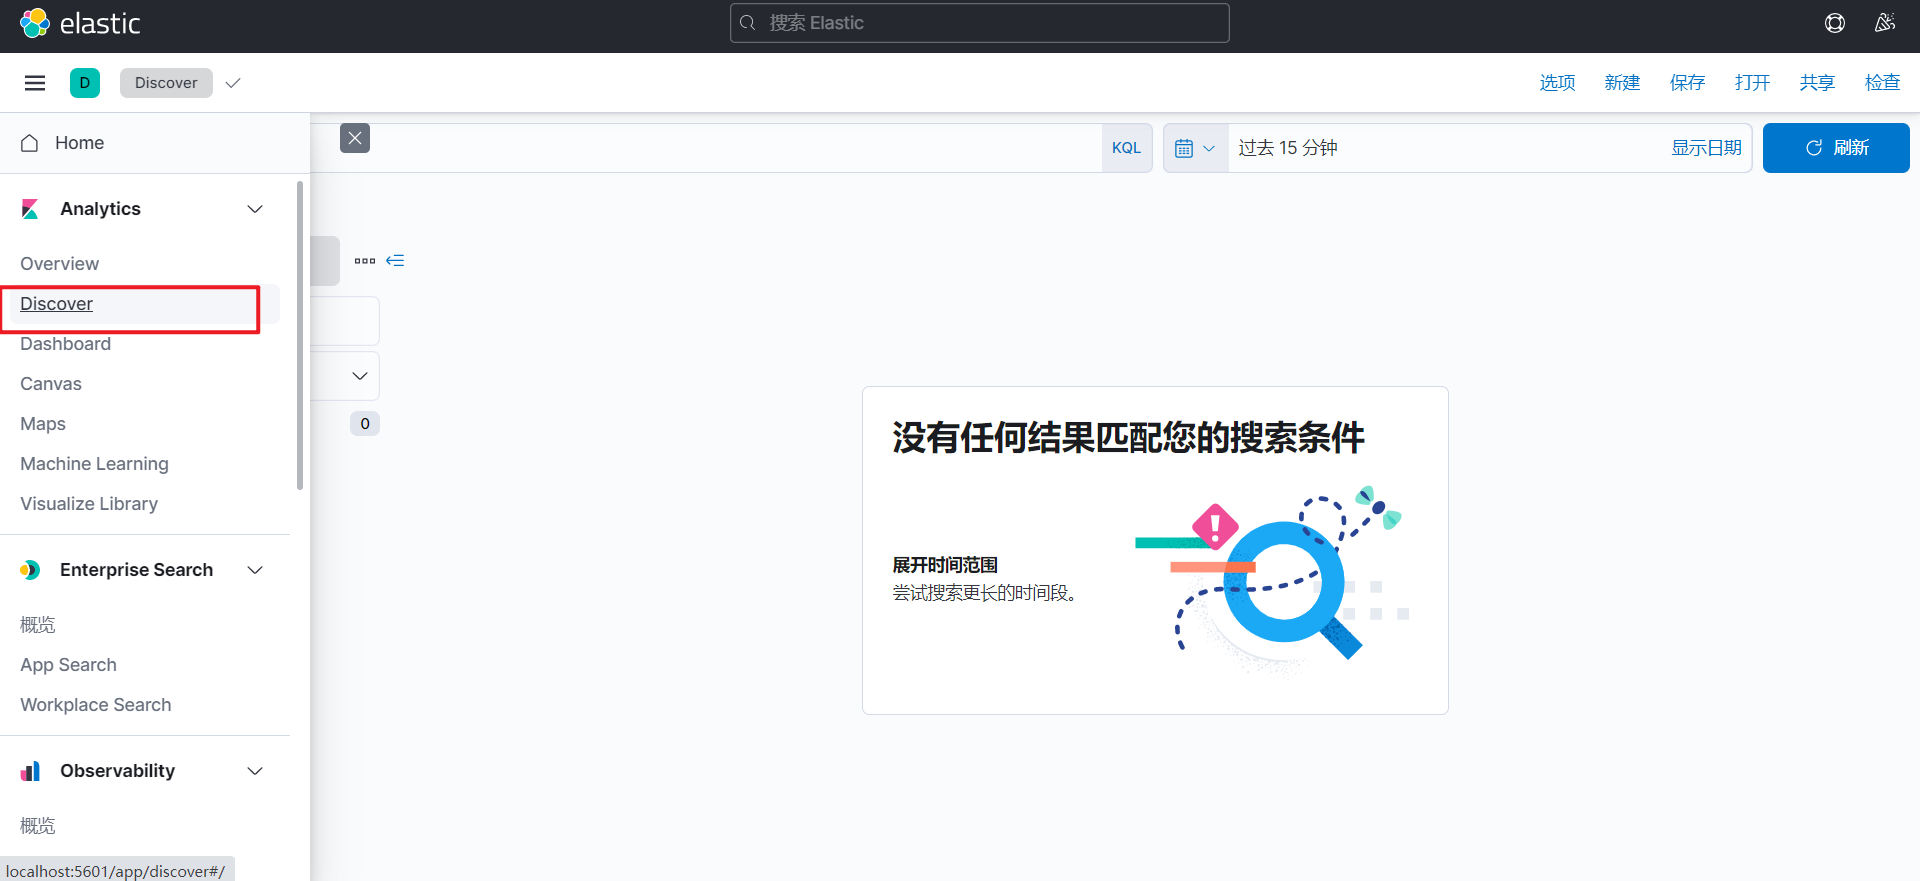 elastic
搜索 Elastic
D
Discover
选项 新建 保存 打开 共享 检查
Home
KQL
过去 15 分钟
显示日期
刷新
Analytics
Overview
Discover
Dashboard
Canvas
Maps
Machine Learning
Visualize Library
0
没有任何结果匹配您的搜索条件
展开时间范围
尝试搜索更长的时间段。
Enterprise Search
概览
App Search
Workplace Search
Observability
概览
localhost:5601/app/discover#/